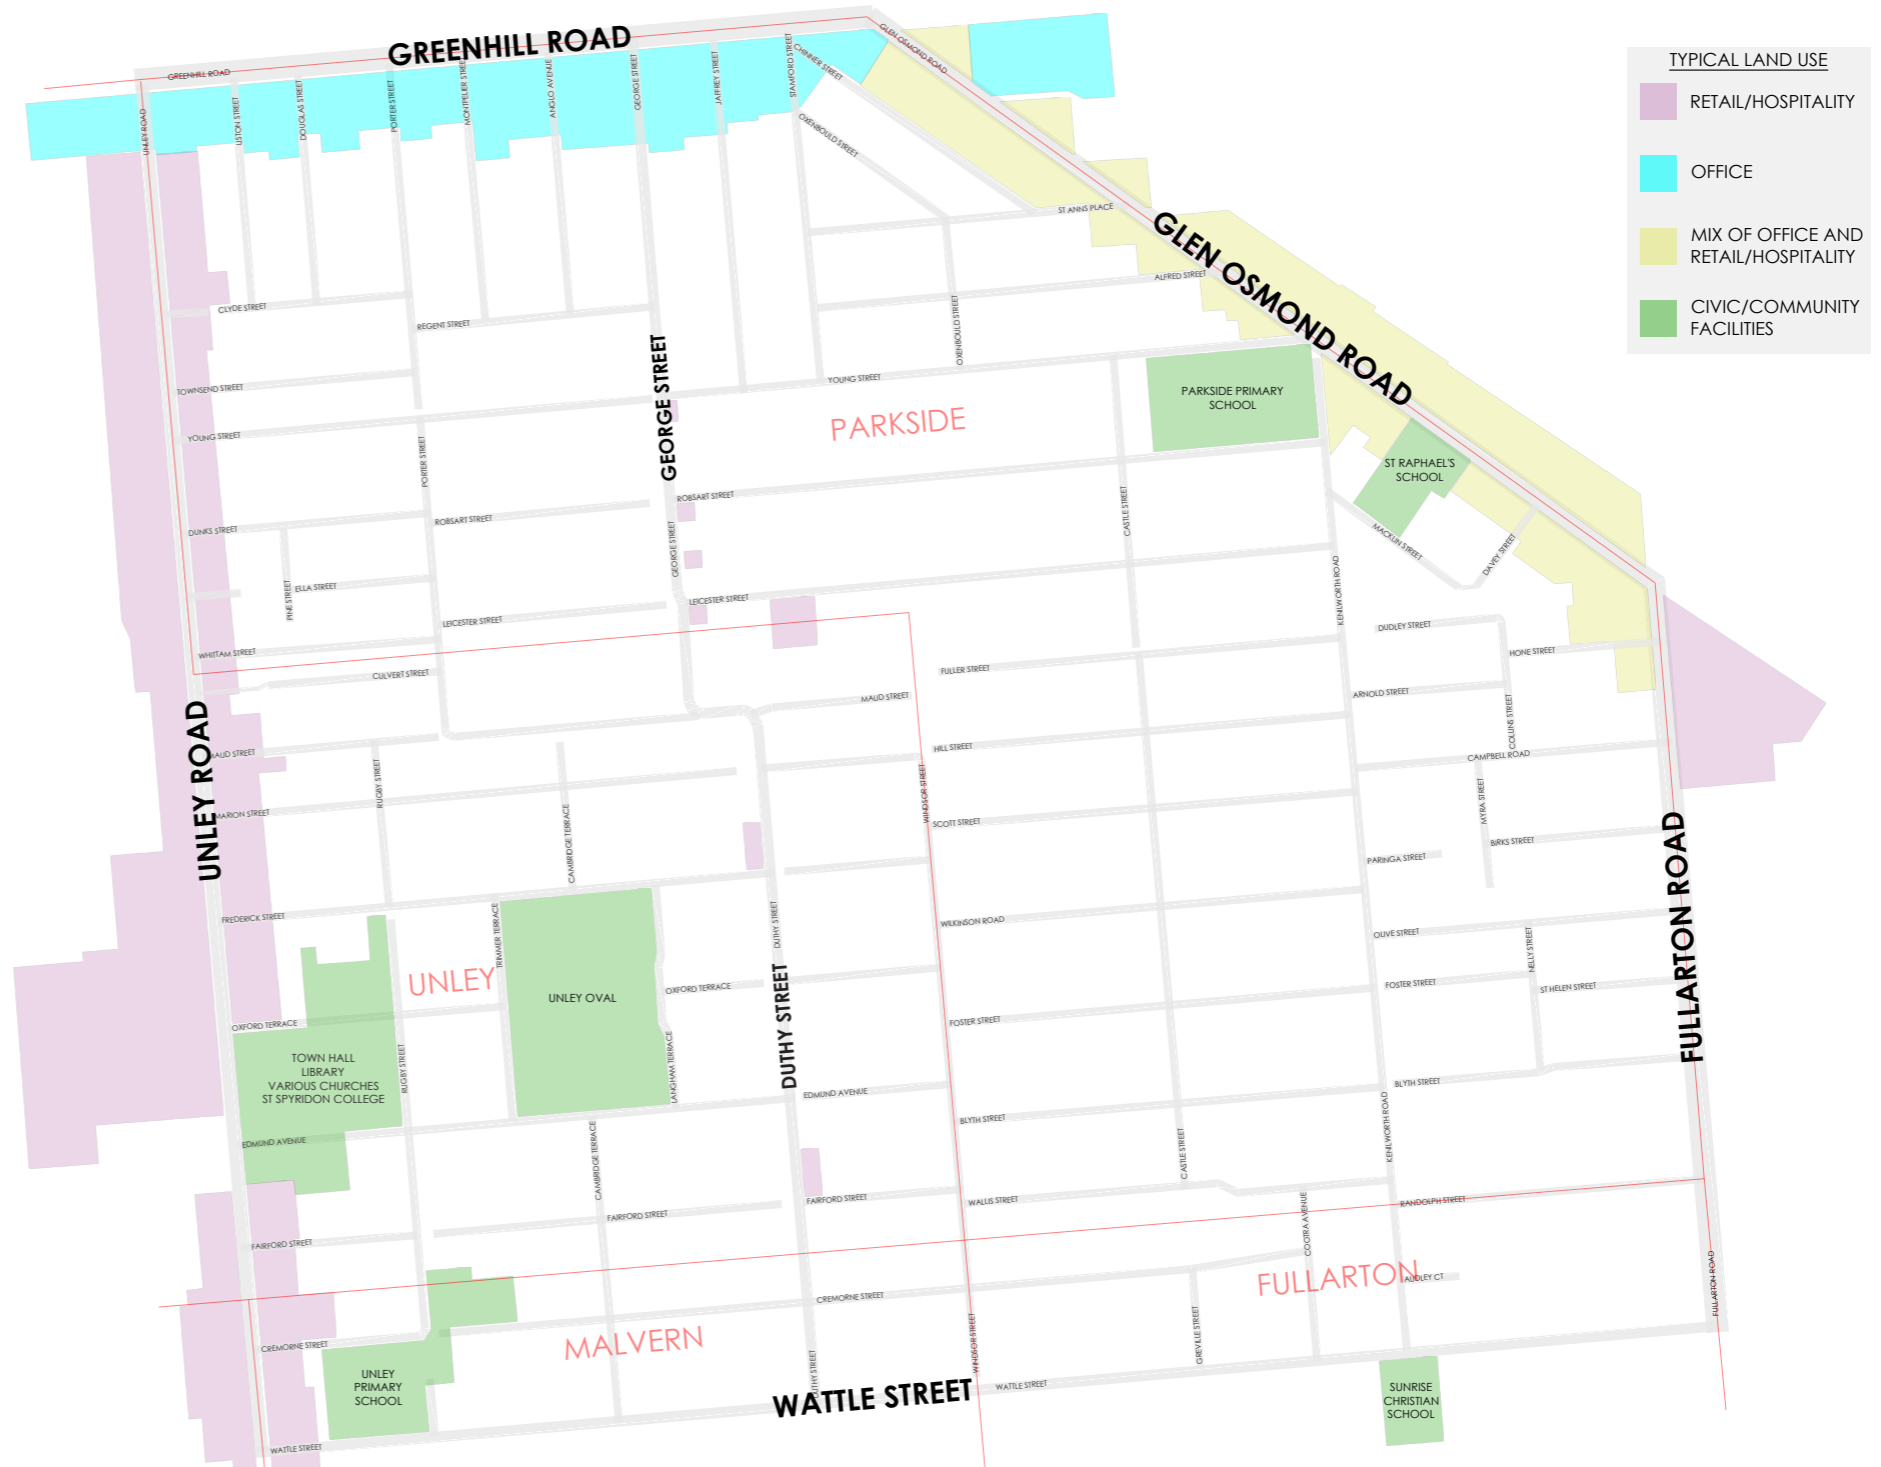 GREENHILL ROAD
GREENHILL ROAD
GLEN OSMOND ROAD
TYPICAL LAND USE
RETAIL/HOSPITALITY
OFFICE
MIX OF OFFICE AND
RETAIL/HOSPITALITY
CIVIC/COMMUNITY
FACILITIES
UNLEY ROAD
LISTON STREET
DOUGLAS STREET
PORTER STREET
MONTPELIER STREET
ANGLO AVENUE
GEORGE STREET
JAFFREY STREET
STAMFORD STREET
CHINNER STREET
OXENBOULD STREET
ST ANNS PLACE
GLEN OSMOND ROAD
ALFRED STREET
CLYDE STREET
REGENT STREET
OXENBOULD STREET
GEORGE STREET
TOWNSEND STREET
YOUNG STREET
PARKSIDE PRIMARY
SCHOOL
PARKSIDE
YOUNG STREET
PORTER STREET
ST RAPHAEL'S
SCHOOL
ROBSART STREET
CASTLE STREET
DUNKS STREET
ROBSART STREET
GEORGE STREET
MACKLIN STREET
DAVEY STREET
PINE STREET
ELLA STREET
LEICESTER STREET
KENILWORTH ROAD
LEICESTER STREET
DUDLEY STREET
WHITTAM STREET
HONE STREET
CULVERT STREET
FULLER STREET
MAUD STREET
ARNOLD STREET
COLLINS STREET
UNLEY ROAD
MAUD STREET
HILL STREET
CAMPBELL ROAD
RUGBY STREET
WINDSOR STREET
MYRA STREET
MARION STREET
CAMBRIDGE TERRACE
SCOTT STREET
BIRKS STREET
PARINGA STREET
FULLARTON ROAD
FREDERICK STREET
TRIMMER TERRACE
DUTHY STREET
WILKINSON ROAD
OLIVE STREET
NELLY STREET
UNLEY
UNLEY OVAL
OXFORD TERRACE
DUTHY STREET
FOSTER STREET
ST HELEN STREET
OXFORD TERRACE
FOSTER STREET
TOWN HALL
LIBRARY
VARIOUS CHURCHES
ST SPYRIDON COLLEGE
RUGBY STREET
LANGHAM TERRACE
EDMUND AVENUE
BLYTH STREET
BLYTH STREET
EDMUND AVENUE
CAMBRIDGE TERRACE
CASTLE STREET
KENILWORTH ROAD
FAIRFORD STREET
WALLIS STREET
RANDOLPH STREET
FAIRFORD STREET
COOTRA AVENUE
FAIRFORD STREET
FULLARTON
AUDLEY CT
FULLARTON ROAD
CREMORNE STREET
CREMORNE STREET
MALVERN
GREVILLE STREET
WINDSOR STREET
DUTHY STREET
UNLEY
PRIMARY
SCHOOL
WATTLE STREET
WATTLE STREET
SUNRISE
CHRISTIAN
SCHOOL
WATTLE STREET